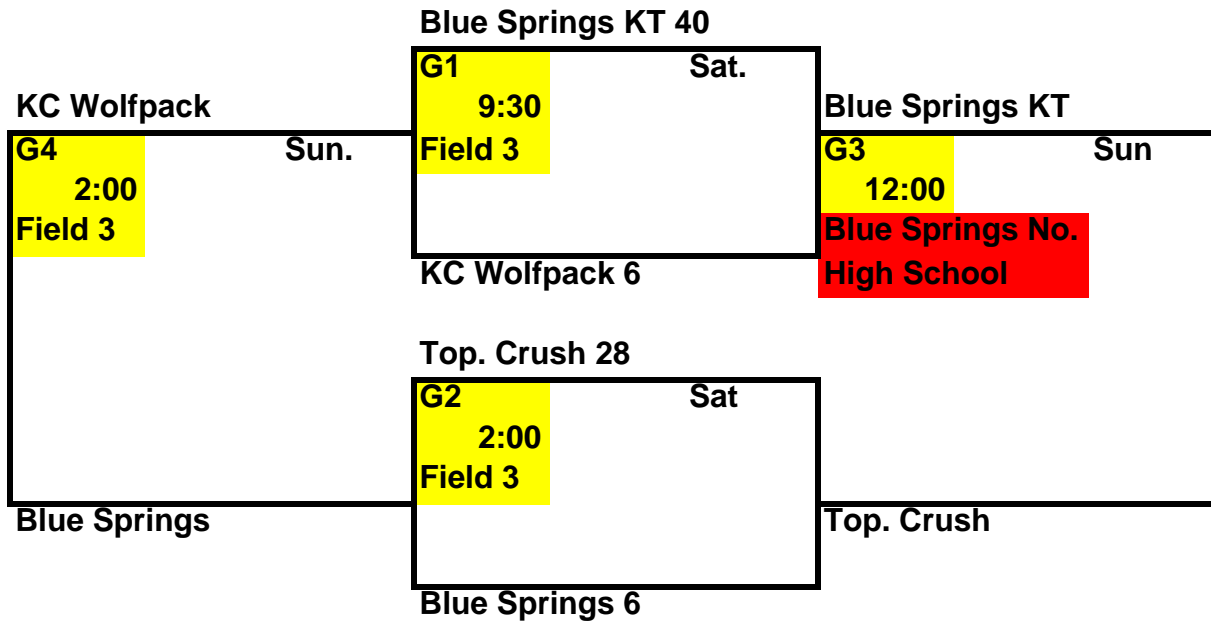 Blue Springs KT 40
G1 Sat.
KC Wolfpack 9:30 Blue Springs KT
G4 Sun. Field 3 G3 Sun
2:00 12:00
Field 3 Blue Springs No.
KC Wolfpack 6 High School
Top. Crush 28
G2 Sat
2:00
Field 3
Blue Springs Top. Crush
Blue Springs 6